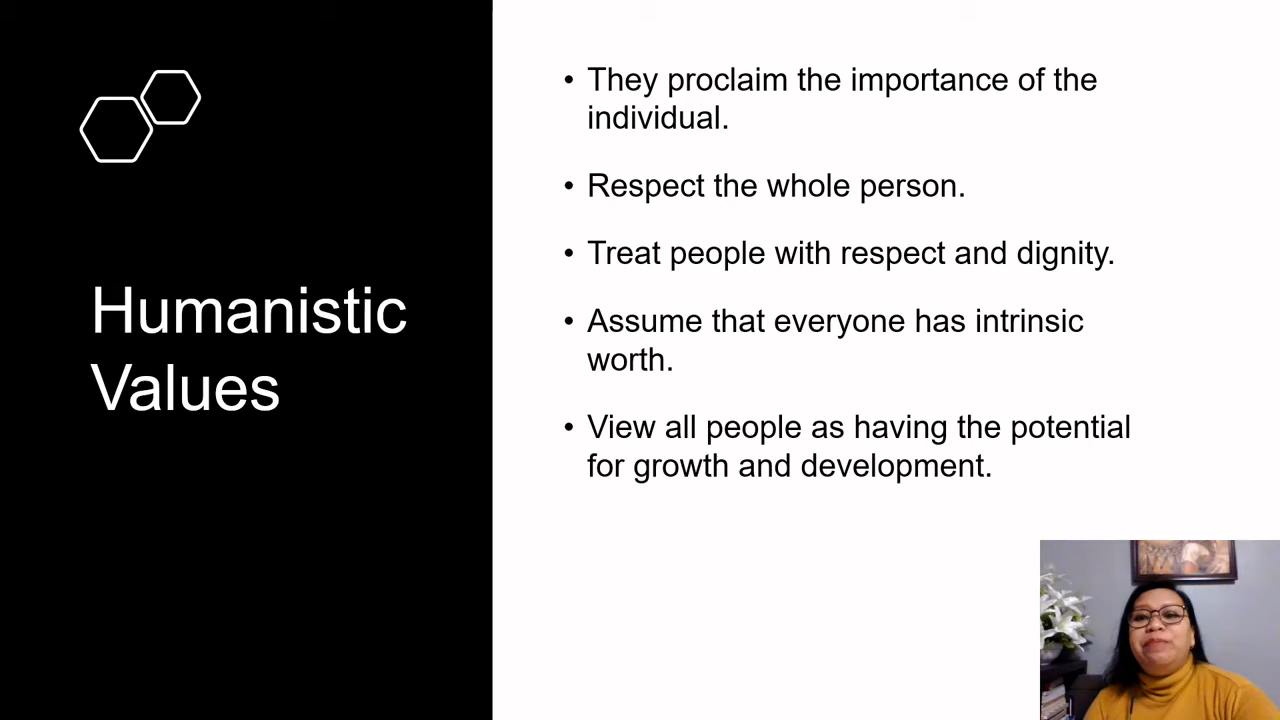 Humanistic
Values
• They proclaim the importance of the
individual.
• Respect the whole person.
• Treat people with respect and dignity.
• Assume that everyone has intrinsic
worth.
• View all people as having the potential
for growth and development.